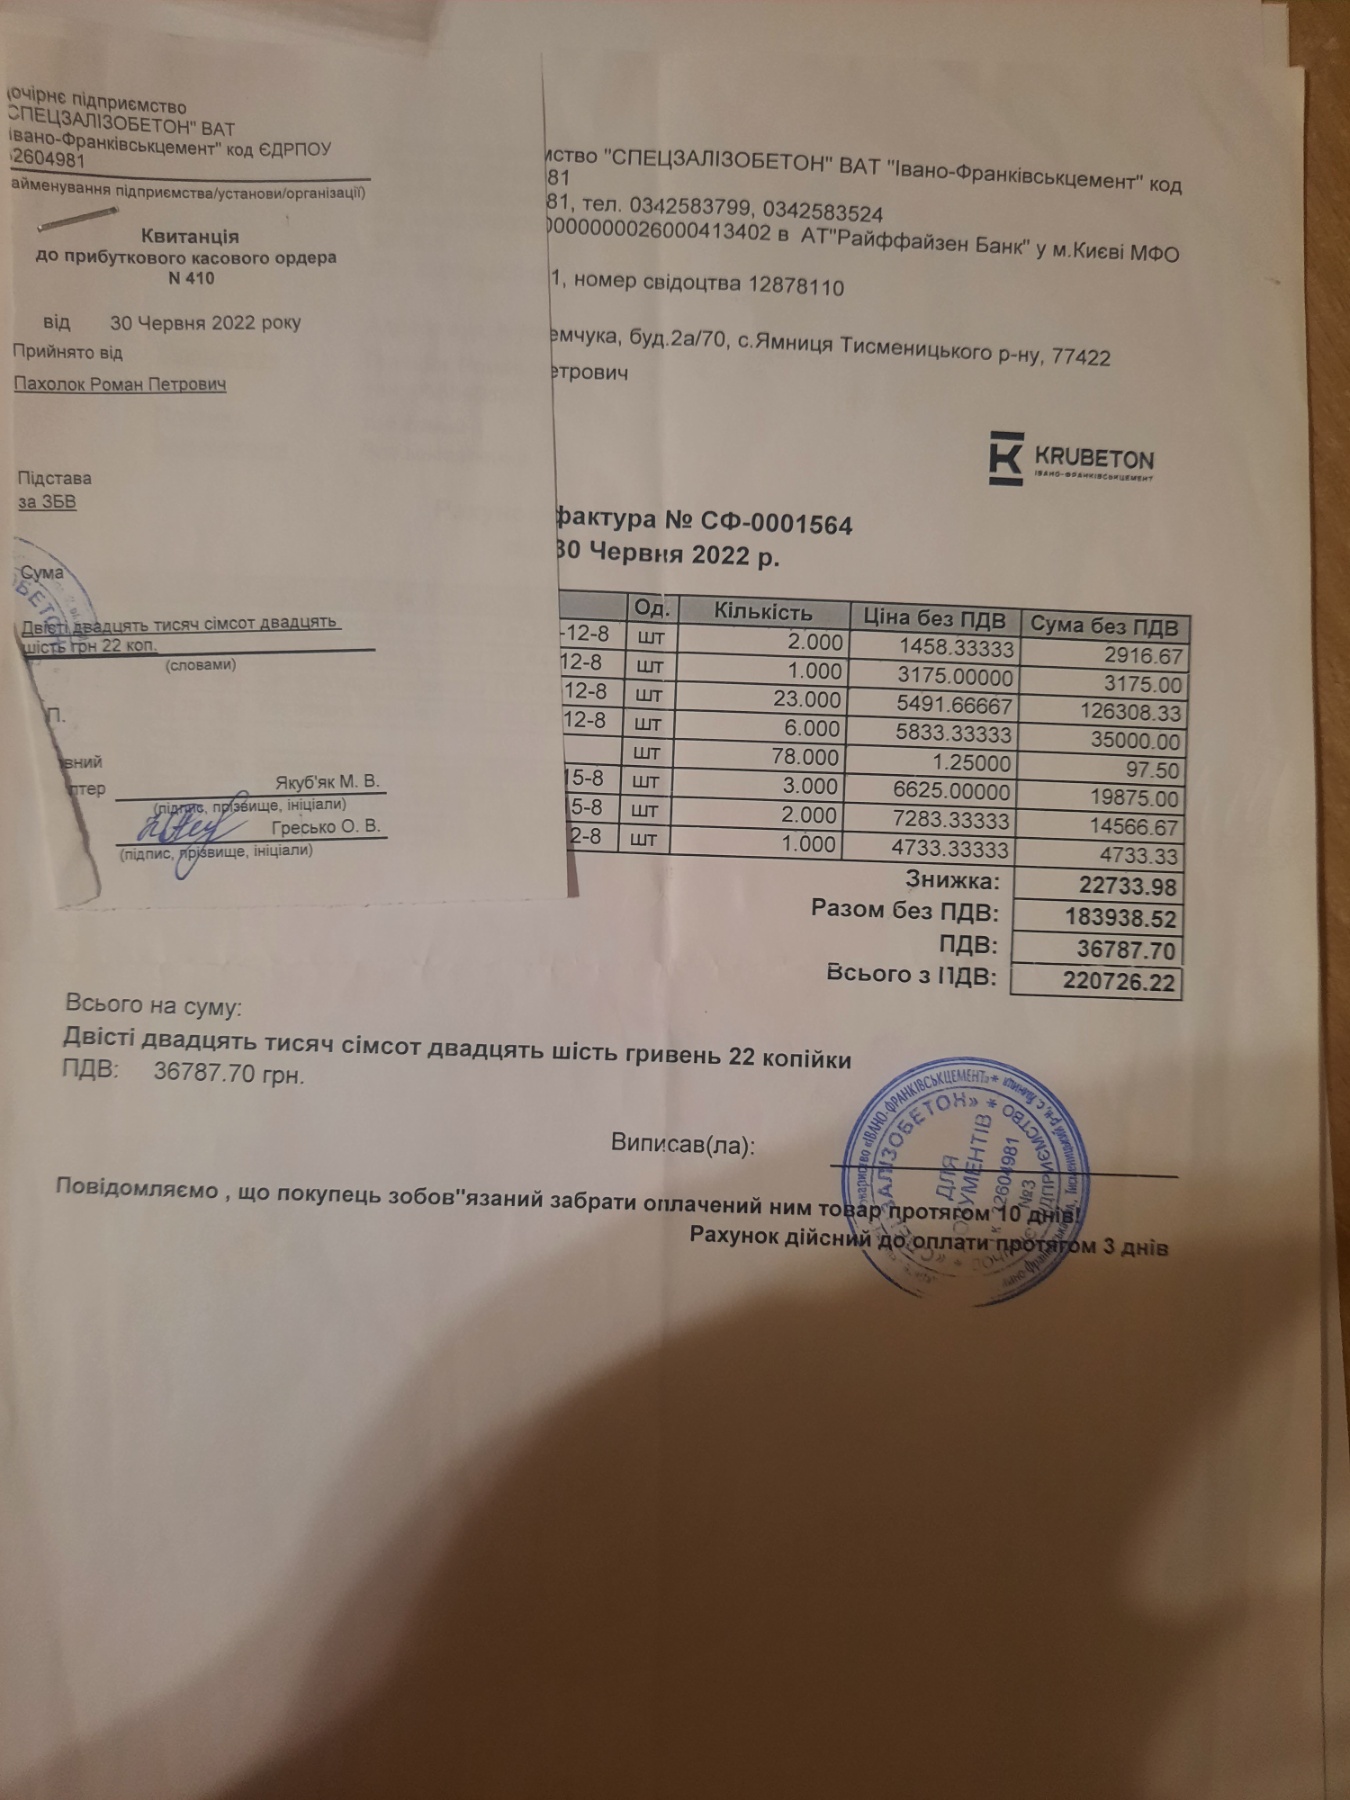 очірнє підприємство
СПЕЦЗАЛІЗОБЕТОН" ВАТ
Івано-Франківськцемент" код ЄДРПОУ
2604981
айменування підприємства/установи/організації)
Квитанція
до прибуткового касового ордера
N 410
від 30 Червня 2022 року
Прийнято від
Пахолок Роман Петрович
Підстава
за ЗБВ
Сума
Двісті двадцять тисяч сімсот двадцять
шість грн 22 коп.
(словами)
П.
вний
птер Якуб'як М. В.
(підпис, прізвище, ініціали)
Гресько О. В.
(підпис, прізвище, ініціали)
мство "СПЕЦЗАЛІЗОБЕТОН" ВАТ "Івано-Франківськцемент" код
81
81, тел. 0342583799, 0342583524
0000000026000413402 в АТ"Райффайзен Банк" у м.Києві МФО
1, номер свідоцтва 12878110
емчука, буд.2а/70, с.Ямниця Тисменицького р-ну, 77422
етрович
KRUBETON
ІВАНО-ФРАНКІВСЬКЦЕМЕНТ
фактура № СФ-0001564
30 Червня 2022 р.
Од. Кількість Ціна без ПДВ Сума без ПДВ
-12-8 шт 2.000 1458.33333 2916.67
12-8 шт 1.000 3175.00000 3175.00
12-8 шт 23.000 5491.66667 126308.33
12-8 шт 6.000 5833.33333 35000.00
шт 78.000 1.25000 97.50
15-8 шт 3.000 6625.00000 19875.00
5-8 шт 2.000 7283.33333 14566.67
2-8 шт 1.000 4733.33333 4733.33
Знижка: 22733.98
Разом без ПДВ: 183938.52
ПДВ: 36787.70
Всього з ПДВ: 220726.22
Всього на суму:
Двісті двадцять тисяч сімсот двадцять шість гривень 22 копійки
ПДВ: 36787.70 грн.
Виписав(ла):
Повідомляємо , що покупець зобов"язаний забрати оплачений ним товар протягом 10 днів!
Рахунок дійсний до оплати протягом 3 днів
«ІВАНО-ФРАНКІВСЬКЦЕМЕНТ»
ЗАЛІЗОБЕТОН»
ДЛЯ
ОКУМЕНТІВ
22604981
№3